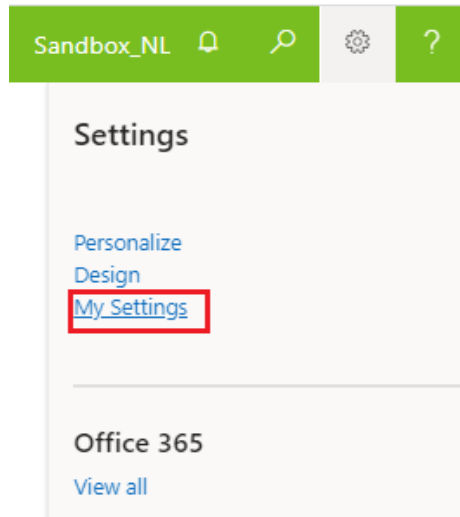 Sandbox_NL ?
Settings
Personalize
Design
My Settings
Office 365
View all